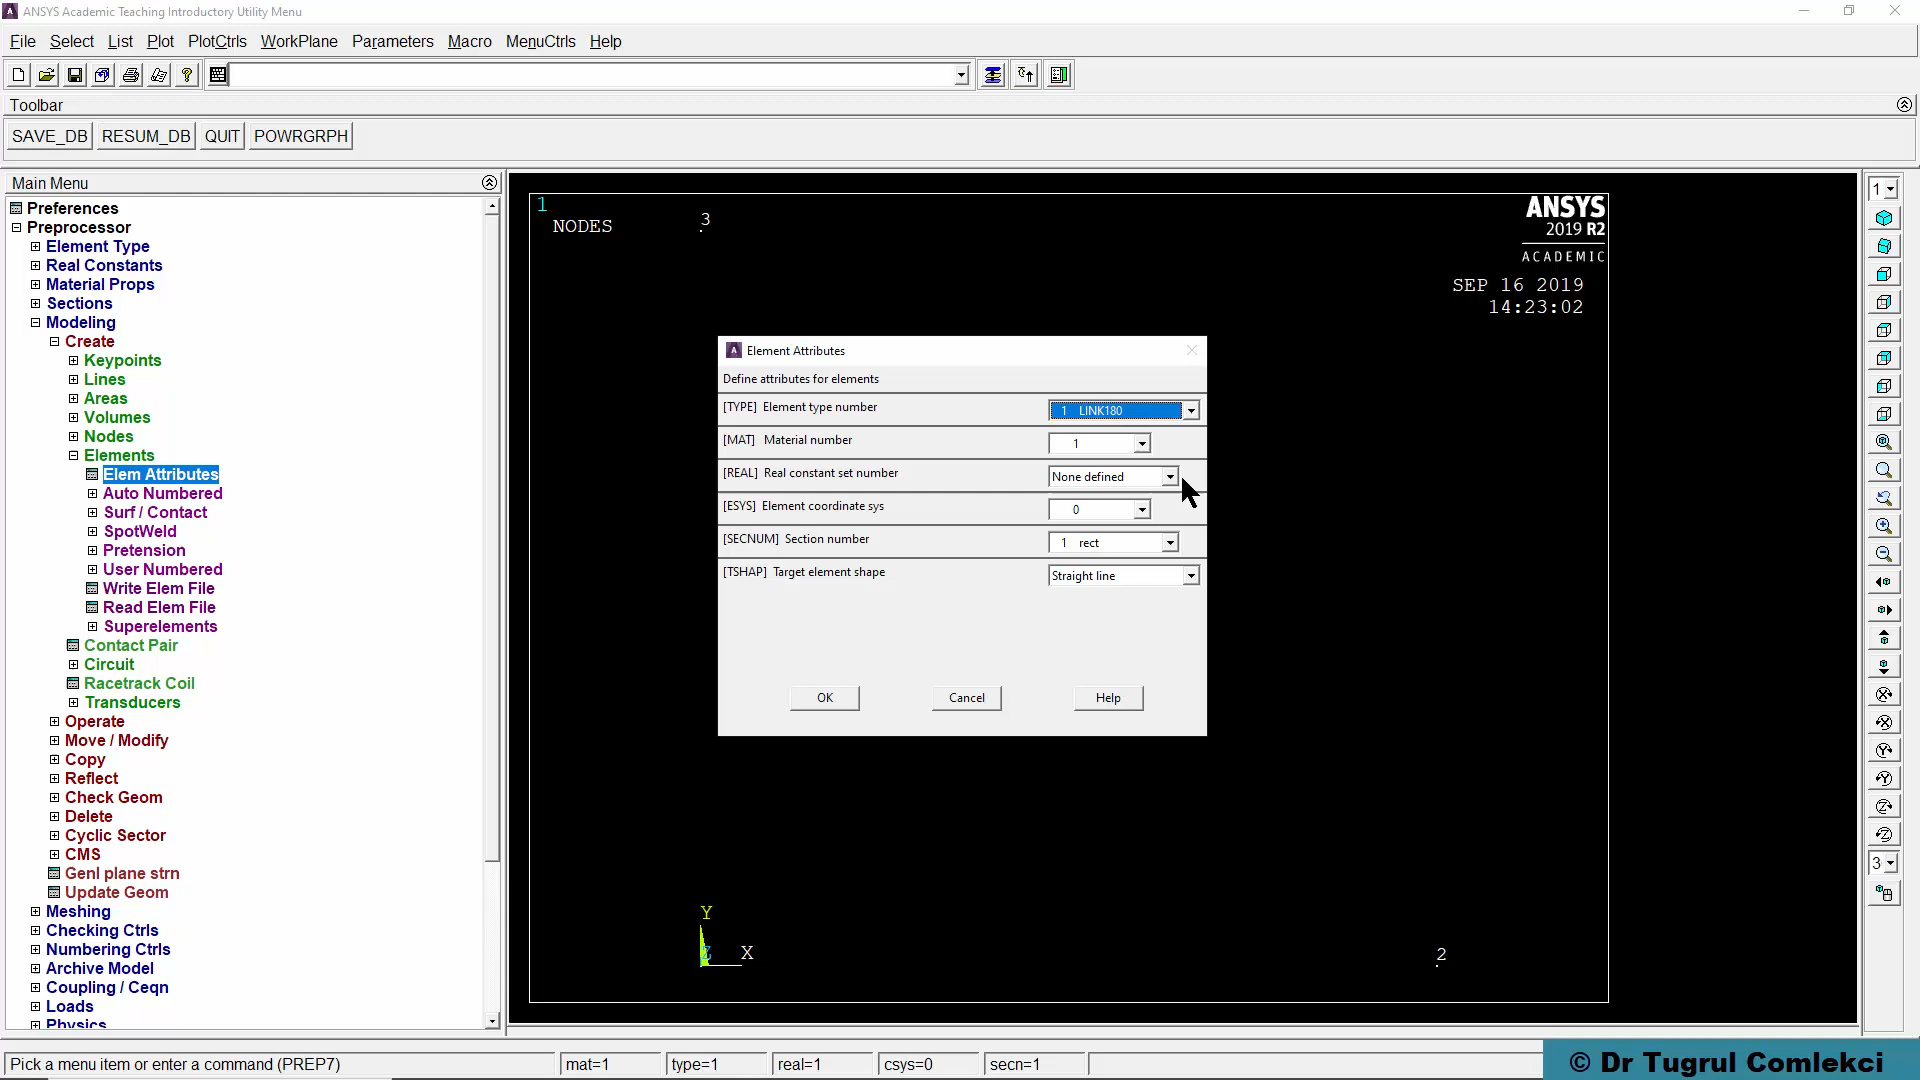 ANSYS Academic Teaching Introductory Utility Menu
File Select List Plot PlotCtrls WorkPlane Parameters Macro MenuCtrls Help
Toolbar
SAVE_DB RESUM_DB QUIT POWRGRPH
Main Menu
Preferences
Preprocessor
Element Type
Real Constants
Material Props
Sections
Modeling
Create
Keypoints
Lines
Areas
Volumes
Nodes
Elements
Elem Attributes
Auto Numbered
Surf / Contact
SpotWeld
Pretension
User Numbered
Write Elem File
Read Elem File
Superelements
Contact Pair
Circuit
Racetrack Coil
Transducers
Operate
Move / Modify
Copy
Reflect
Check Geom
Delete
Cyclic Sector
CMS
Genl plane strn
Update Geom
Meshing
Checking Ctrls
Numbering Ctrls
Archive Model
Coupling / Ceqn
Loads
Physics
1
NODES
3
ANSYS
2019 R2
ACADEMIC
SEP 16 2019
14:23:02
Element Attributes
Define attributes for elements
[TYPE] Element type number 1 LINK180
[MAT] Material number 1
[REAL] Real constant set number None defined
[ESYS] Element coordinate sys 0
[SECNUM] Section number 1 rect
[TSHAP] Target element shape Straight line
OK Cancel Help
Y
Z X
2
1
3
Pick a menu item or enter a command (PREP7) mat=1 type=1 real=1 csys=0 secn=1
© Dr Tugrul Comlekci